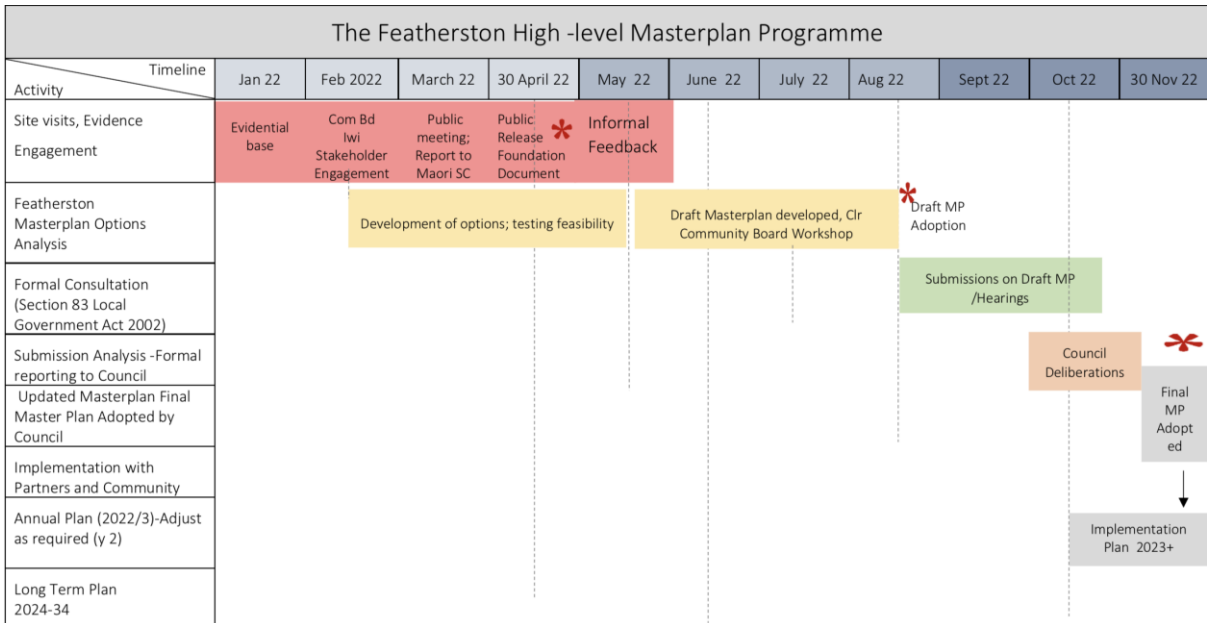 The Featherston High -level Masterplan Programme
Timeline
Activity
Jan 22
Feb 2022
March 22
30 April 22
May 22
June 22
July 22
Aug 22
Sept 22
Oct 22
30 Nov 22
Site visits, Evidence
Engagement
Evidential
base
Com Bd
Iwi
Stakeholder
Engagement
Public
meeting;
Report to
Maori SC
Public
Release
Foundation
Document
*
Informal
Feedback
Featherston
Masterplan Options
Analysis
Development of options; testing feasibility
Draft Masterplan developed, Clr
Community Board Workshop
*
Draft MP
Adoption
Formal Consultation
(Section 83 Local
Government Act 2002)
Submissions on Draft MP
/Hearings
Submission Analysis -Formal
reporting to Council
Council
Deliberations
*
Updated Masterplan Final
Master Plan Adopted by
Council
Final
MP
Adopt
ed
Implementation with
Partners and Community
Annual Plan (2022/3)-Adjust
as required (y 2)
Implementation
Plan 2023+
Long Term Plan
2024-34